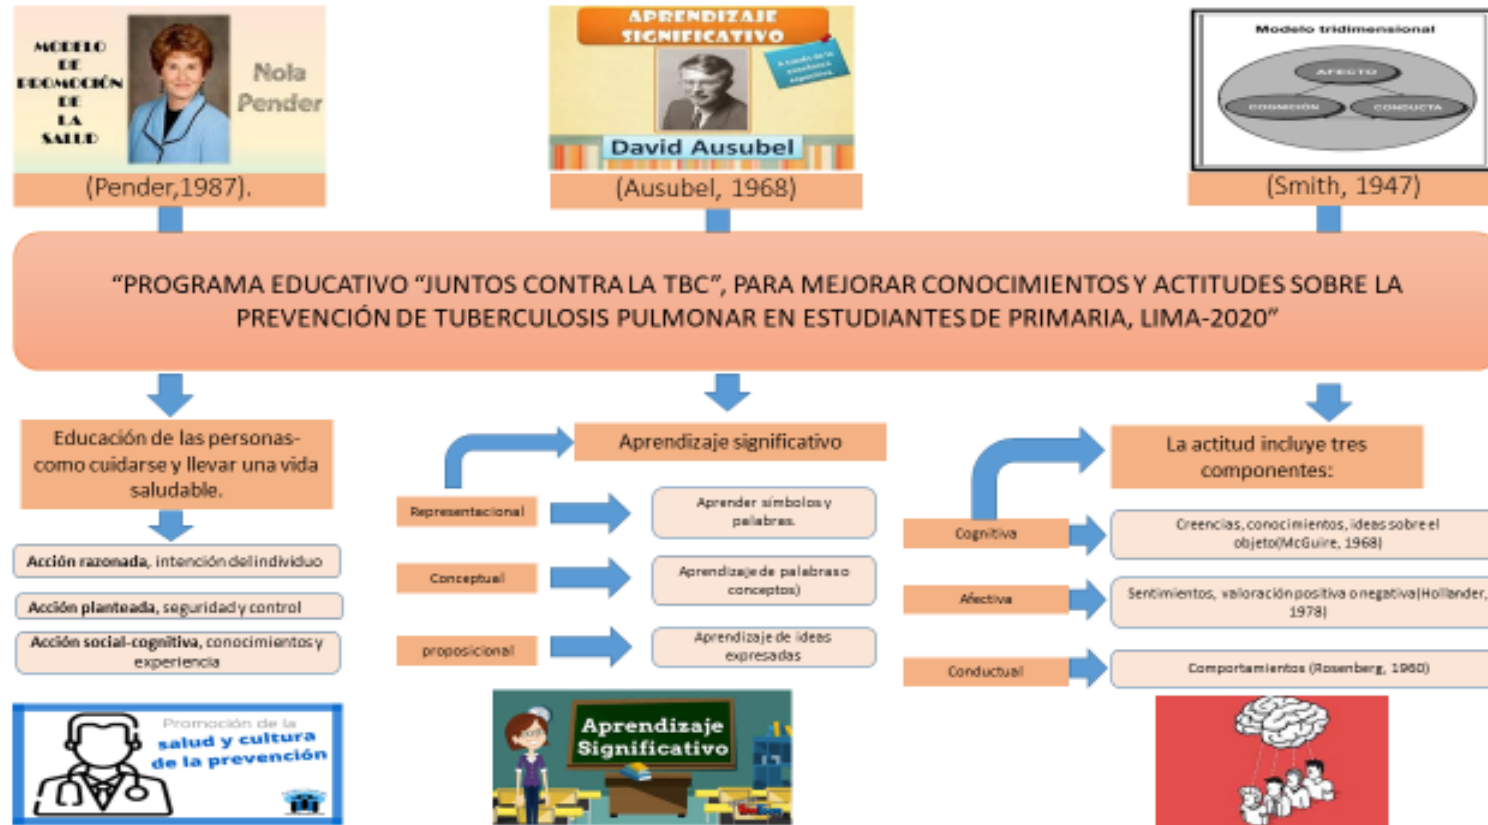 MODELO
DE
PROMOCIÓN
DE
LA
SALUD
Nola
Pender
(Pender,1987).
APRENDIZAJE
SIGNIFICATIVO
A través de la
enseñanza
expositiva.
David Ausubel
(Ausubel, 1968)
Modelo tridimensional
AFECTO
COGNICIÓN
CONDUCTA
(Smith, 1947)
“PROGRAMA EDUCATIVO “JUNTOS CONTRA LA TBC”, PARA MEJORAR CONOCIMIENTOS Y ACTITUDES SOBRE LA
PREVENCIÓN DE TUBERCULOSIS PULMONAR EN ESTUDIANTES DE PRIMARIA, LIMA-2020”
Educación de las personas-
como cuidarse y llevar una vida
saludable.
Acción razonada, intención del individuo
Acción planteada, seguridad y control
Acción social-cognitiva, conocimientos y
experiencia
Promoción de la
salud y cultura
de la prevención
Aprendizaje significativo
Representacional
Aprender símbolos y
palabras.
Conceptual
Aprendizaje de palabras o
conceptos)
proposicional
Aprendizaje de ideas
expresadas
Aprendizaje
Significativo
La actitud incluye tres
componentes:
Cognitiva
Creencias, conocimientos, ideas sobre el
objeto(McGuire, 1968)
Afectiva
Sentimientos, valoración positiva o negativa(Hollander,
1978)
Conductual
Comportamientos (Rosenberg, 1960)